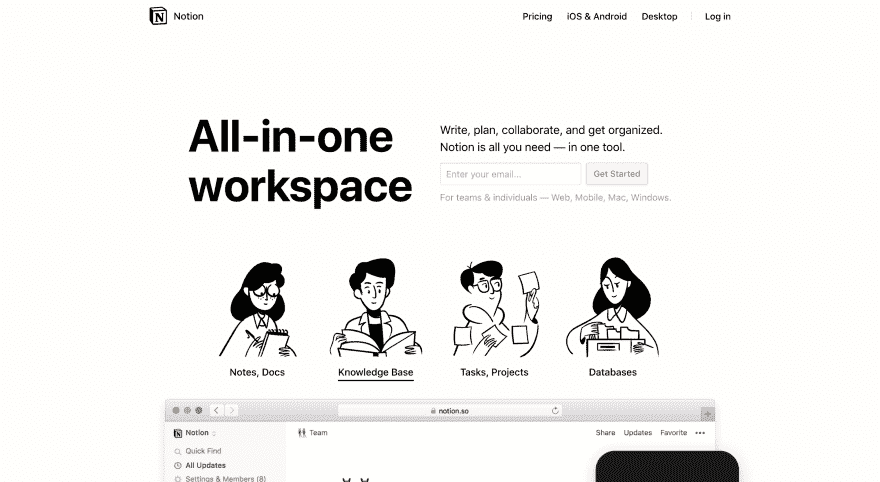 Notion
Pricing
iOS & Android
Desktop
Log in
All-in-one
workspace
Write, plan, collaborate, and get organized.
Notion is all you need — in one tool.
Enter your email...
Get Started
For teams & individuals — Web, Mobile, Mac, Windows.
Notes, Docs
Knowledge Base
Tasks, Projects
Databases
notion.so
Notion
Team
Share
Updates
Favorite
Quick Find
All Updates
Settings & Members (8)